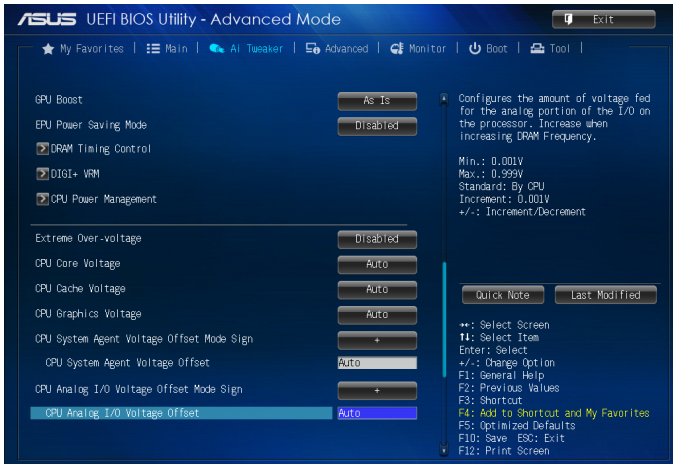 ASUS UEFI BIOS Utility - Advanced Mode
Exit
My Favorites | Main | Ai Tweaker | Advanced | Monitor | Boot | Tool |
GPU Boost As Is
EPU Power Saving Mode Disabled
DRAM Timing Control
DIGI+ VRM
CPU Power Management
Extreme Over-voltage Disabled
CPU Core Voltage Auto
CPU Cache Voltage Auto
CPU Graphics Voltage Auto
CPU System Agent Voltage Offset Mode Sign +
CPU System Agent Voltage Offset Auto
CPU Analog I/O Voltage Offset Mode Sign +
CPU Analog I/O Voltage Offset Auto
Configures the amount of voltage fed
for the analog portion of the I/O on
the processor. Increase when
increasing DRAM Frequency.
Min.: 0.001V
Max.: 0.999V
Standard: By CPU
Increment: 0.001V
+/-: Increment/Decrement
Quick Note Last Modified
→←: Select Screen
↑↓: Select Item
Enter: Select
+/-: Change Option
F1: General Help
F2: Previous Values
F3: Shortcut
F4: Add to Shortcut and My Favorites
F5: Optimized Defaults
F10: Save ESC: Exit
F12: Print Screen